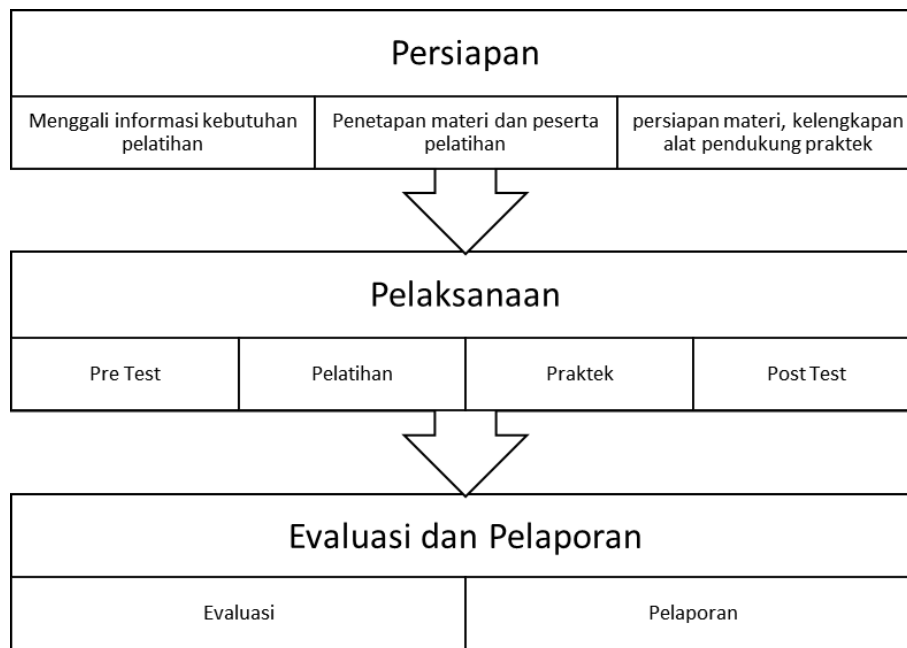 Persiapan
Menggali informasi kebutuhan
pelatihan
Penetapan materi dan peserta
pelatihan
persiapan materi, kelengkapan
alat pendukung praktek
Pelaksanaan
Pre Test
Pelatihan
Praktek
Post Test
Evaluasi dan Pelaporan
Evaluasi
Pelaporan